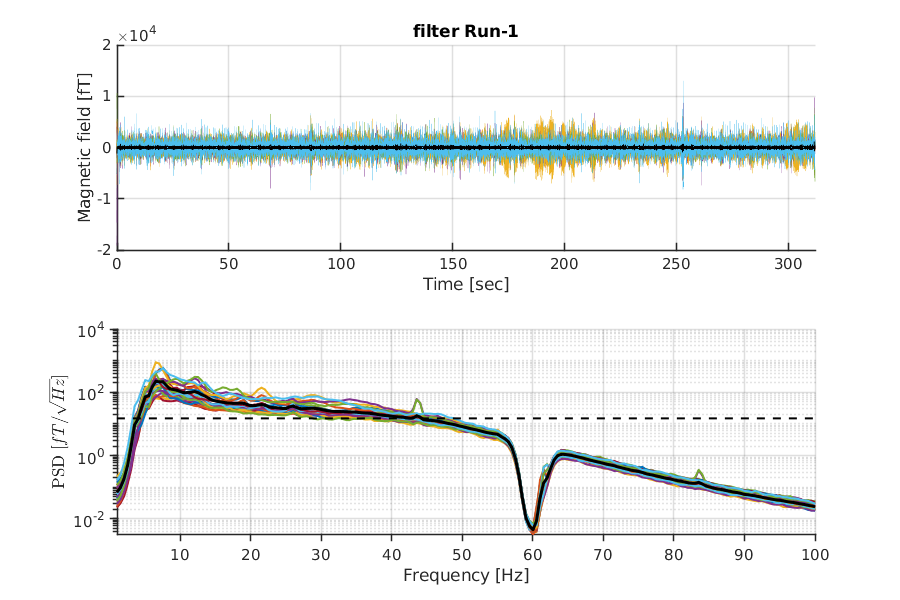 filter Run-1
×10^4
Magnetic field [fT]
2
1
0
-1
-2
0 50 100 150 200 250 300
Time [sec]
PSD [fT/√Hz]
10^4
10^2
10^0
10^-2
10 20 30 40 50 60 70 80 90 100
Frequency [Hz]